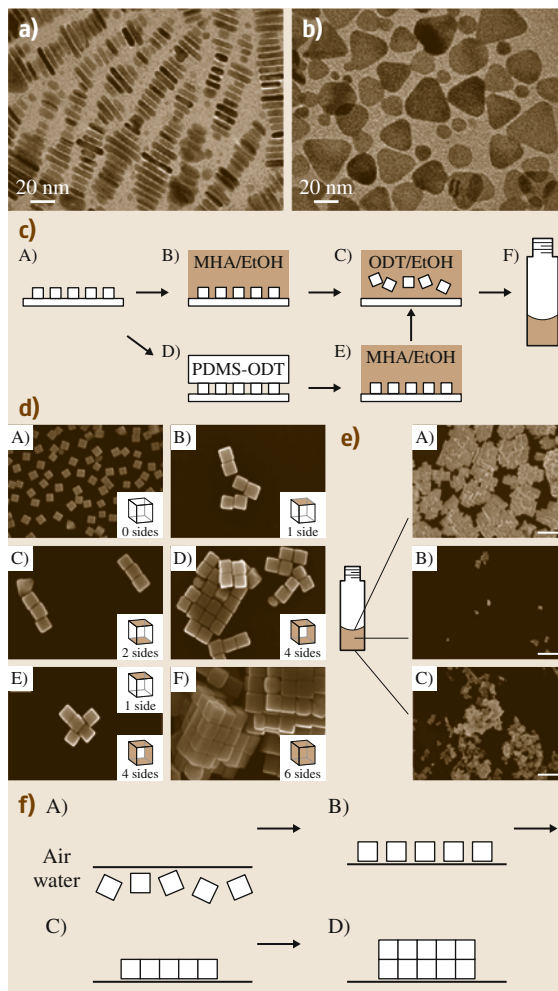 a)
b)
20 nm
20 nm
c)
A)
B)
MHA/EtOH
C)
ODT/EtOH
F)
D)
PDMS-ODT
E)
MHA/EtOH
d)
A)
0 sides
B)
1 side
C)
2 sides
D)
4 sides
E)
1 side
4 sides
F)
6 sides
e)
A)
B)
C)
f)
A)
Air
water
B)
C)
D)